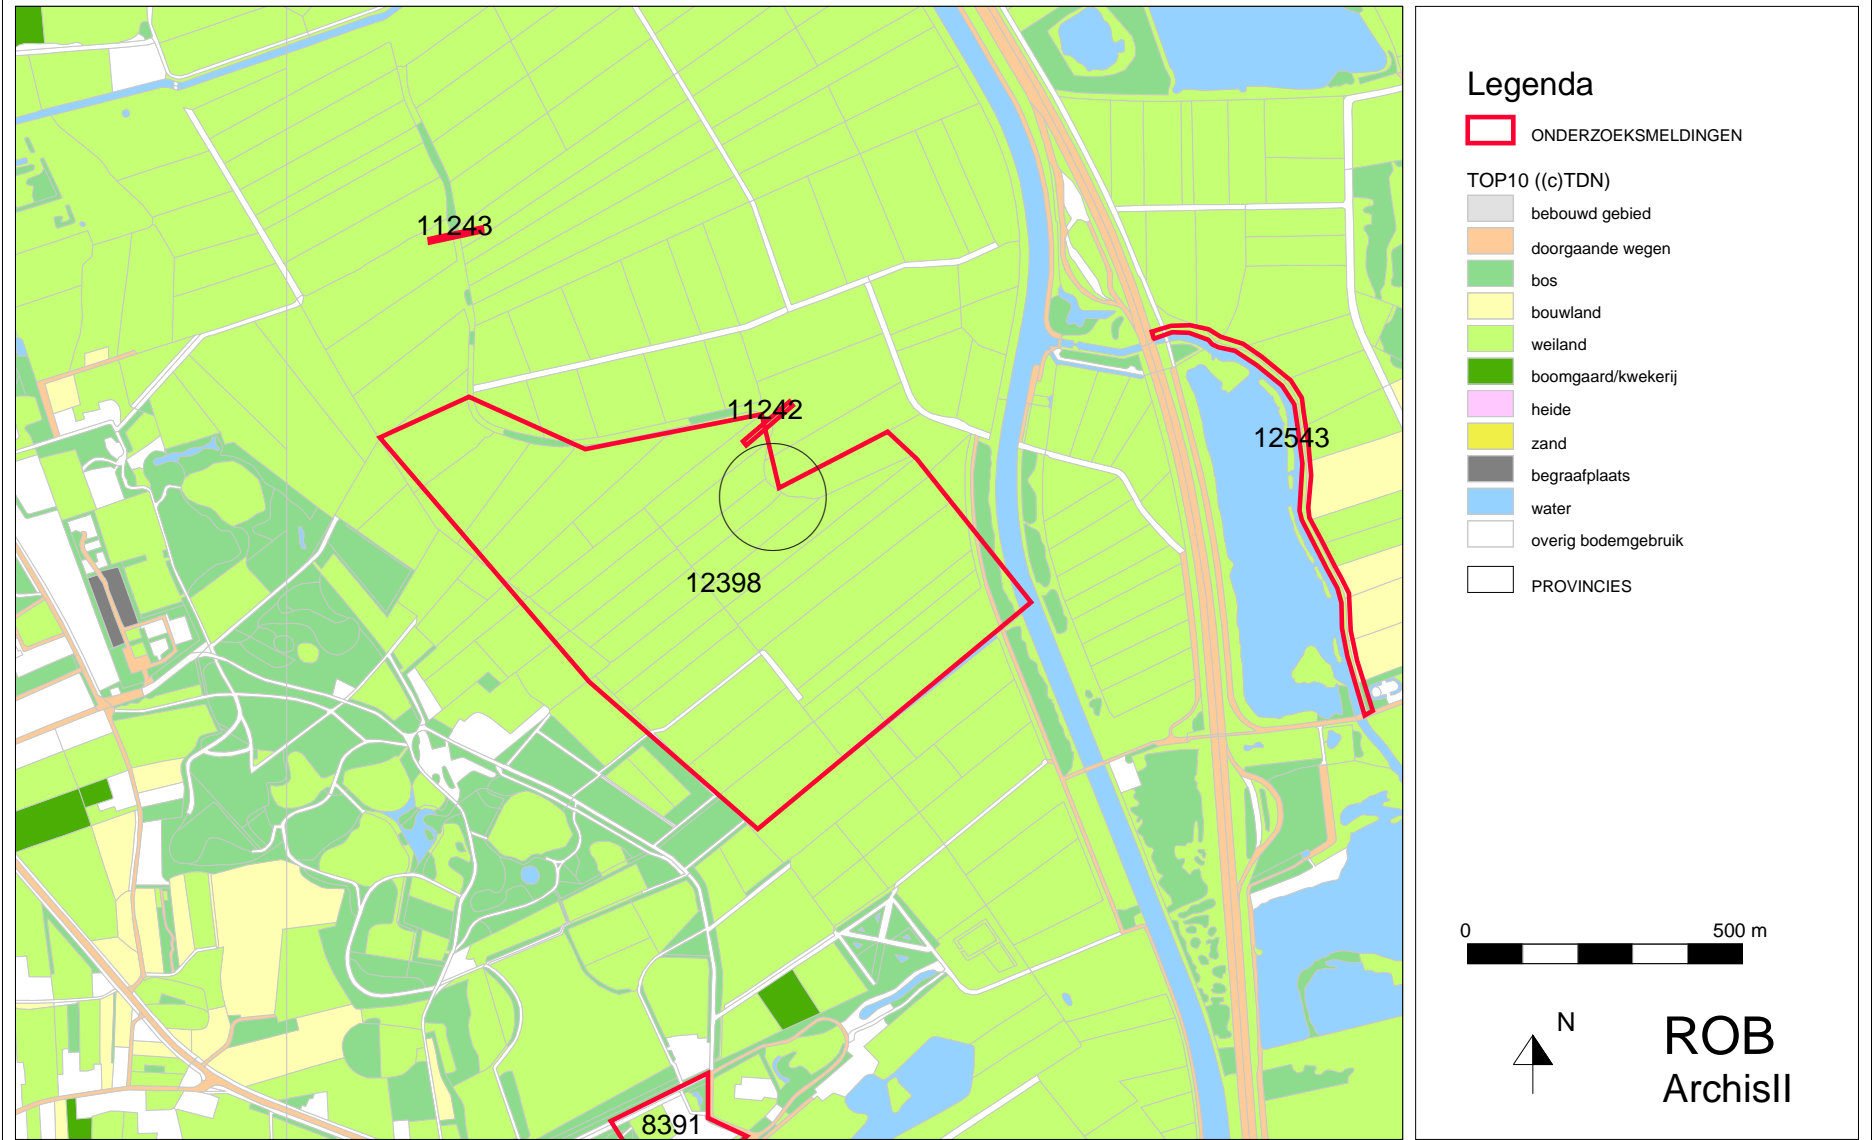 11243
11242
12543
12398
8391
Legenda
ONDERZOEKSMELDINGEN
TOP10 ((c)TDN)
bebouwd gebied
doorgaande wegen
bos
bouwland
weiland
boomgaard/kwekerij
heide
zand
begraafplaats
water
overig bodemgebruik
PROVINCIES
0 500 m
N
ROB
ArchisII